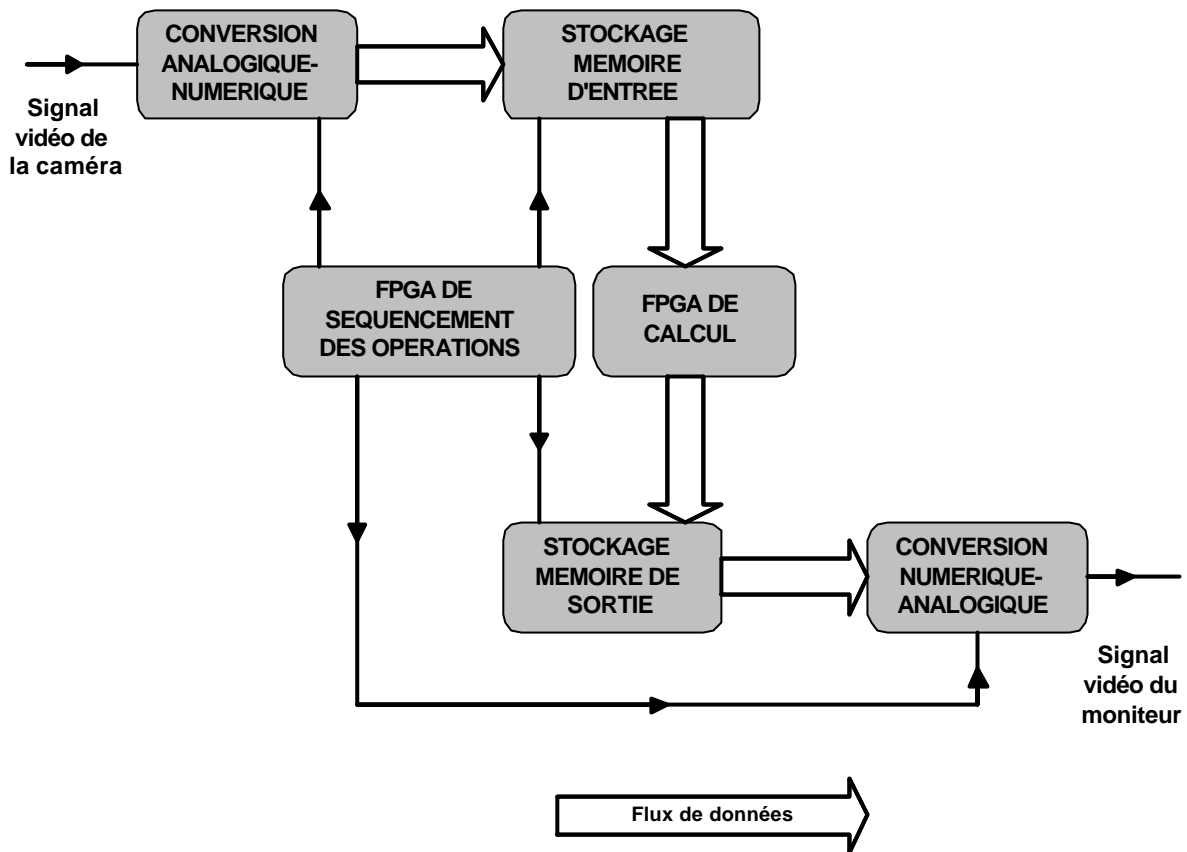 CONVERSION
ANALOGIQUE-
NUMERIQUE
STOCKAGE
MEMOIRE
D'ENTREE
Signal
vidéo de
la caméra
FPGA DE
SEQUENCEMENT
DES OPERATIONS
FPGA DE
CALCUL
STOCKAGE
MEMOIRE DE
SORTIE
CONVERSION
NUMERIQUE-
ANALOGIQUE
Signal
vidéo du
moniteur
Flux de données